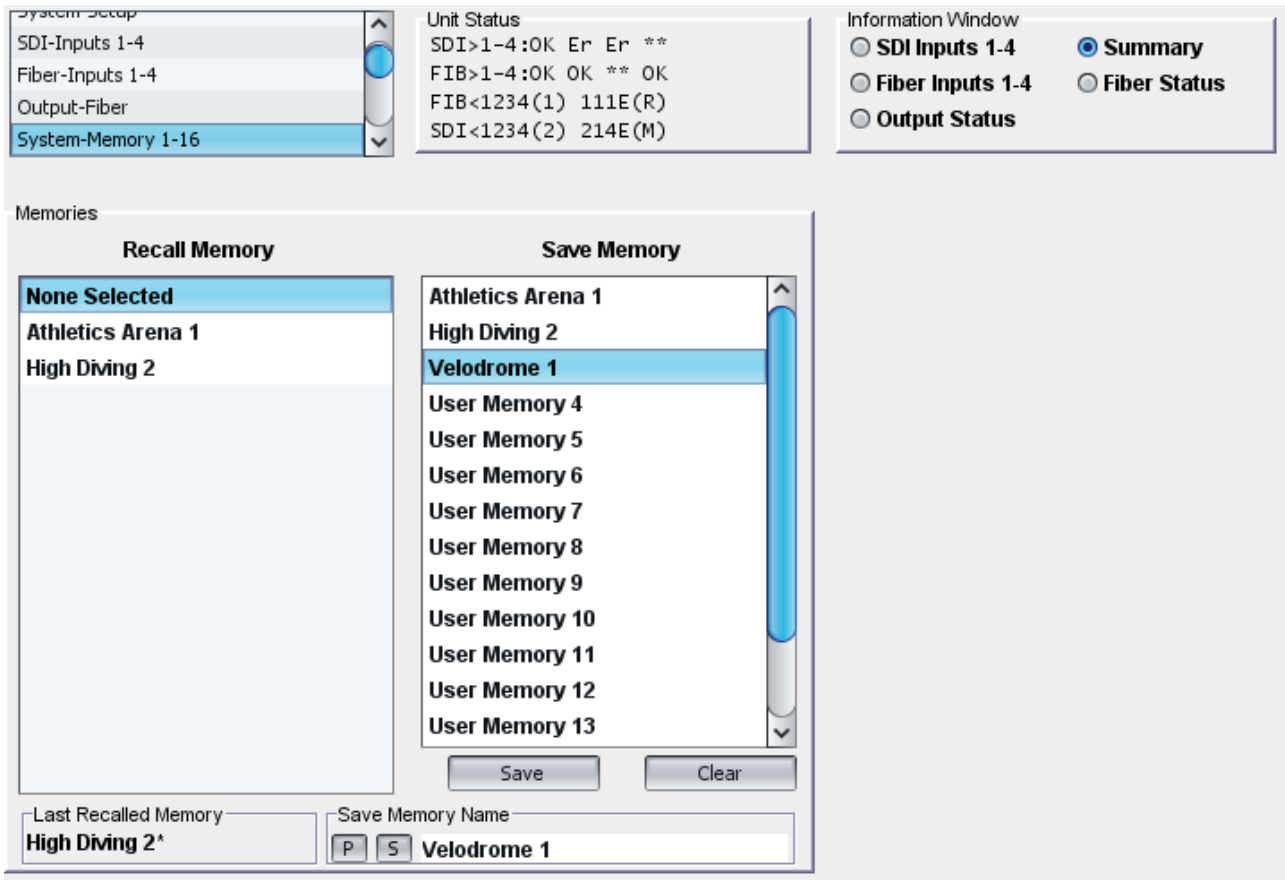 System-Setup
SDI-Inputs 1-4
Fiber-Inputs 1-4
Output-Fiber
System-Memory 1-16
Unit Status
SDI>1-4:OK Er Er **
FIB>1-4:OK OK ** OK
FIB<1234(1) 111E(R)
SDI<1234(2) 214E(M)
Information Window
SDI Inputs 1-4
Summary
Fiber Inputs 1-4
Fiber Status
Output Status
Memories
Recall Memory
None Selected
Athletics Arena 1
High Diving 2
Save Memory
Athletics Arena 1
High Diving 2
Velodrome 1
User Memory 4
User Memory 5
User Memory 6
User Memory 7
User Memory 8
User Memory 9
User Memory 10
User Memory 11
User Memory 12
User Memory 13
Save
Clear
Last Recalled Memory
High Diving 2*
Save Memory Name
P S Velodrome 1